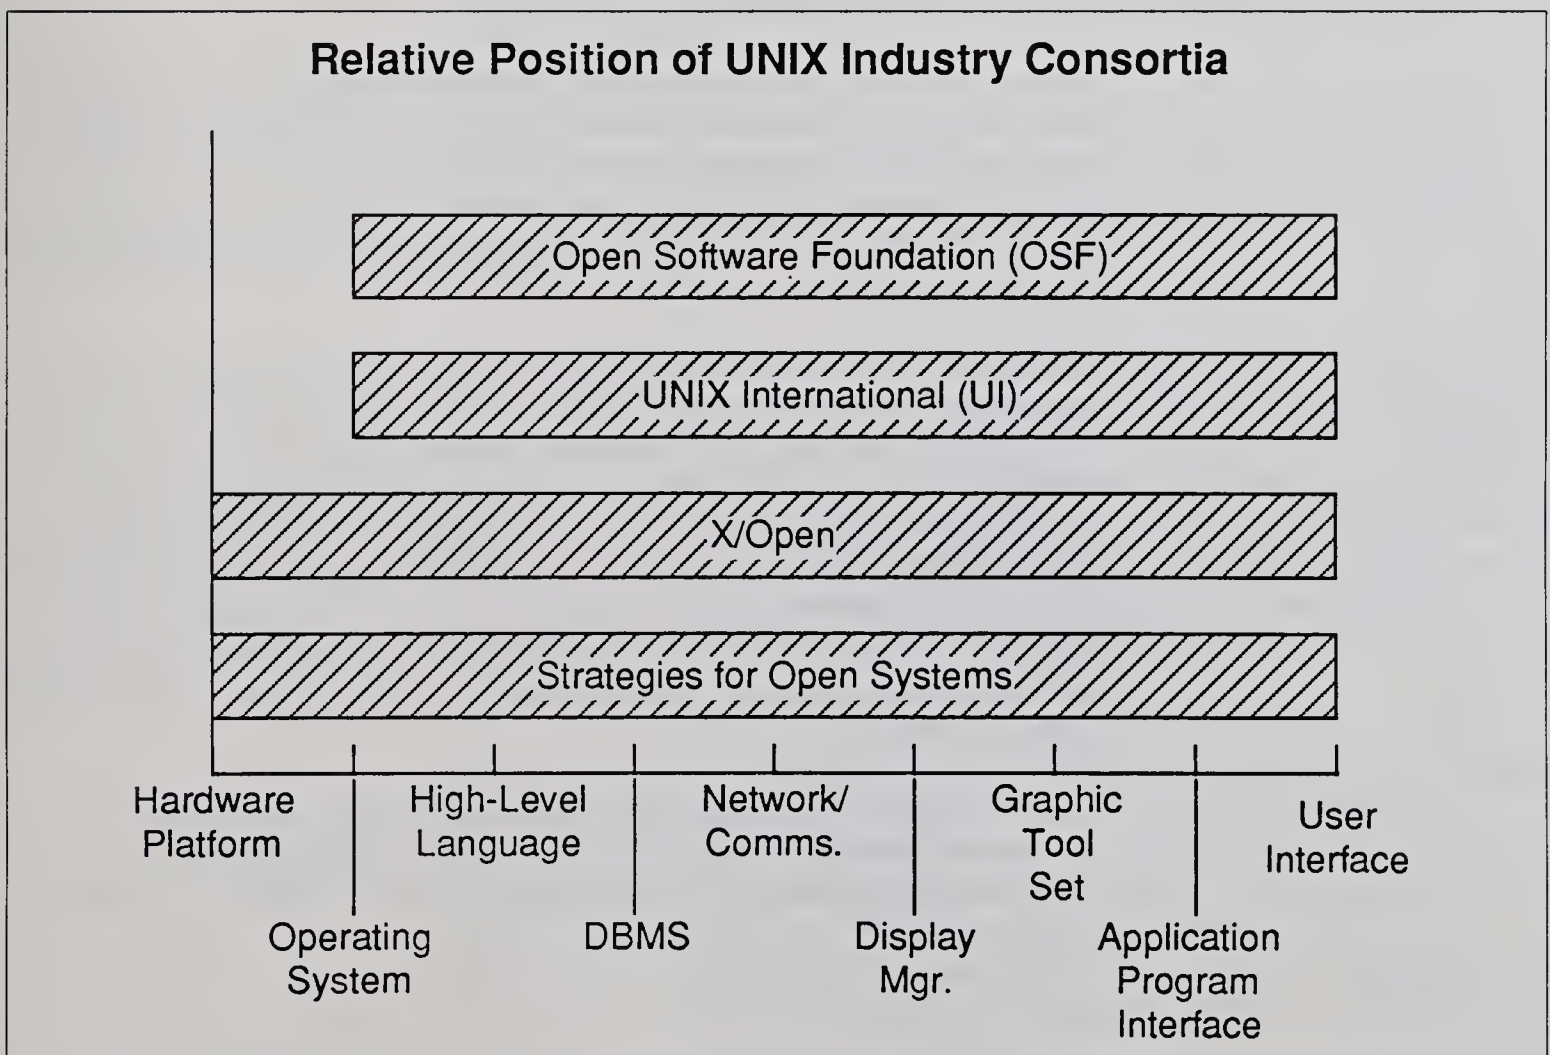 Relative Position of UNIX Industry Consortia
Open Software Foundation (OSF)
UNIX International (UI)
X/Open
Strategies for Open Systems
Hardware
Platform
Operating
System
High-Level
Language
DBMS
Network/
Comms.
Display
Mgr.
Graphic
Tool
Set
Application
Program
Interface
User
Interface